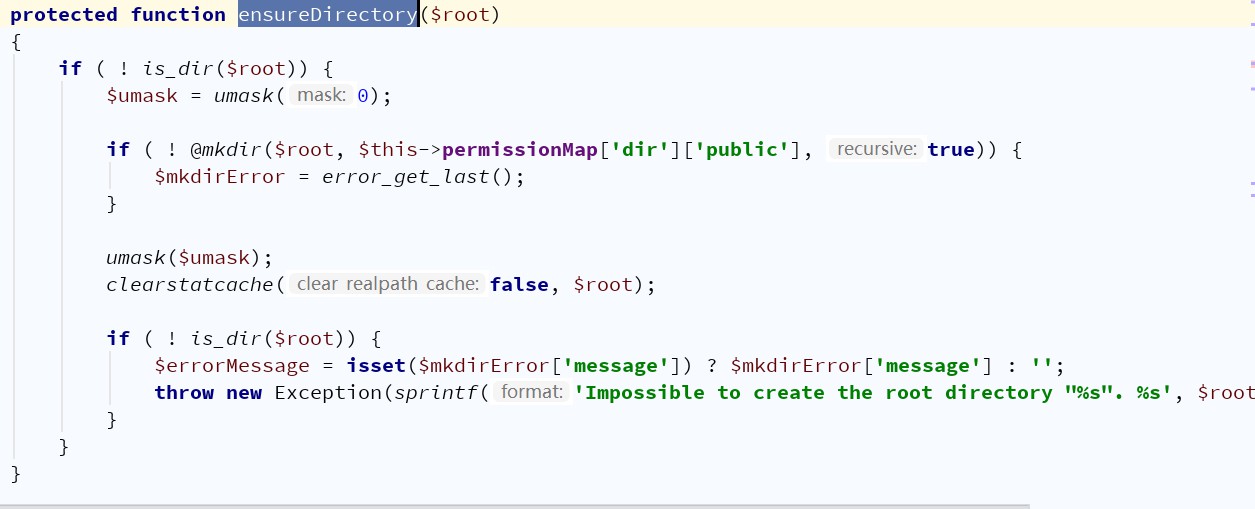 protected function ensureDirectory($root)
{
    if ( ! is_dir($root)) {
        $umask = umask( mask: 0);

        if ( ! @mkdir($root, $this->permissionMap['dir']['public'], recursive: true)) {
            $mkdirError = error_get_last();
        }

        umask($umask);
        clearstatcache( clear realpath cache: false, $root);

        if ( ! is_dir($root)) {
            $errorMessage = isset($mkdirError['message']) ? $mkdirError['message'] : '';
            throw new Exception(sprintf( format: 'Impossible to create the root directory "%s". %s', $root
        }
    }
}